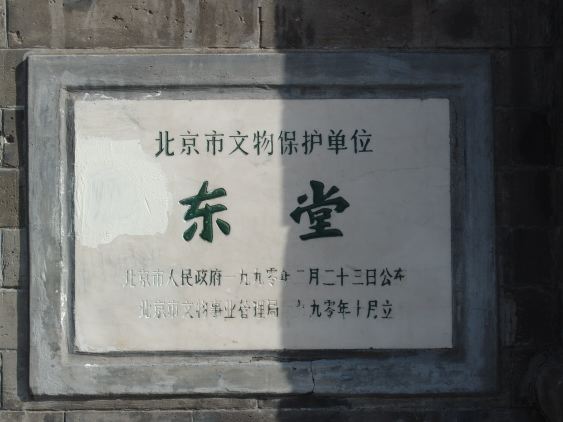 北京市文物保护单位
东堂
北京市人民政府一九九零年二月二十三日公布
北京市文物事业管理局一九九零年十月立